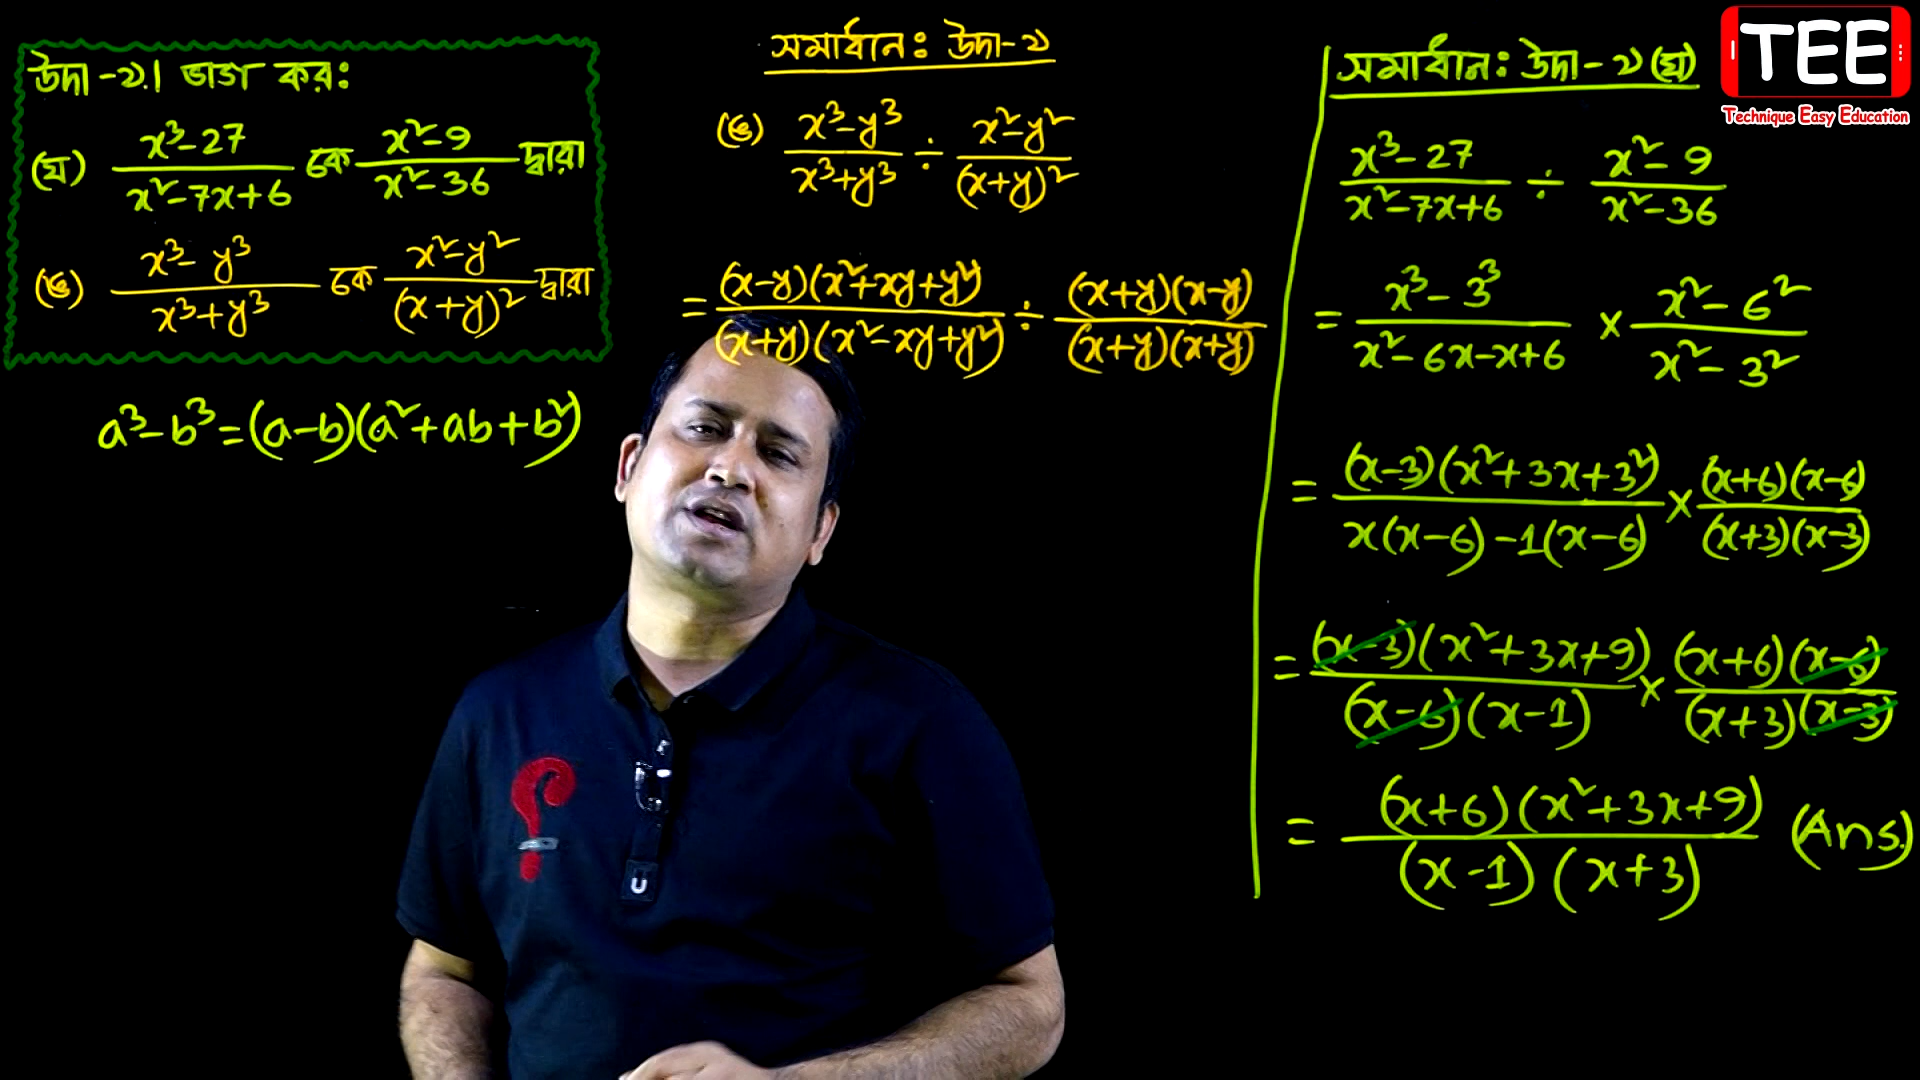 উদা-২। ভাগ কর:
(ঘ) x³-27 / x²-7x+6 কে x²-9 / x²-36 দ্বারা
(ঙ) x³-y³ / x³+y³ কে x²-y² / (x+y)² দ্বারা
a³-b³=(a-b)(a²+ab+b²)
সমাধান: উদা-২
(ঙ) x³-y³ / x³+y³ ÷ x²-y² / (x+y)²
= (x-y)(x²+xy+y²) / (x+y)(x²-xy+y²) ÷ (x+y)(x-y) / (x+y)(x+y)
সমাধান: উদা-২(ঘ)
x³-27 / x²-7x+6 ÷ x²-9 / x²-36
= x³-3³ / x²-6x-x+6 × x²-6² / x²-3²
= (x-3)(x²+3x+3²) / x(x-6)-1(x-6) × (x+6)(x-6) / (x+3)(x-3)
= (x-3)(x²+3x+9) / (x-6)(x-1) × (x+6)(x-6) / (x+3)(x-3)
= (x+6)(x²+3x+9) / (x-1)(x+3) (Ans.)
TEE
Technique Easy Education
U